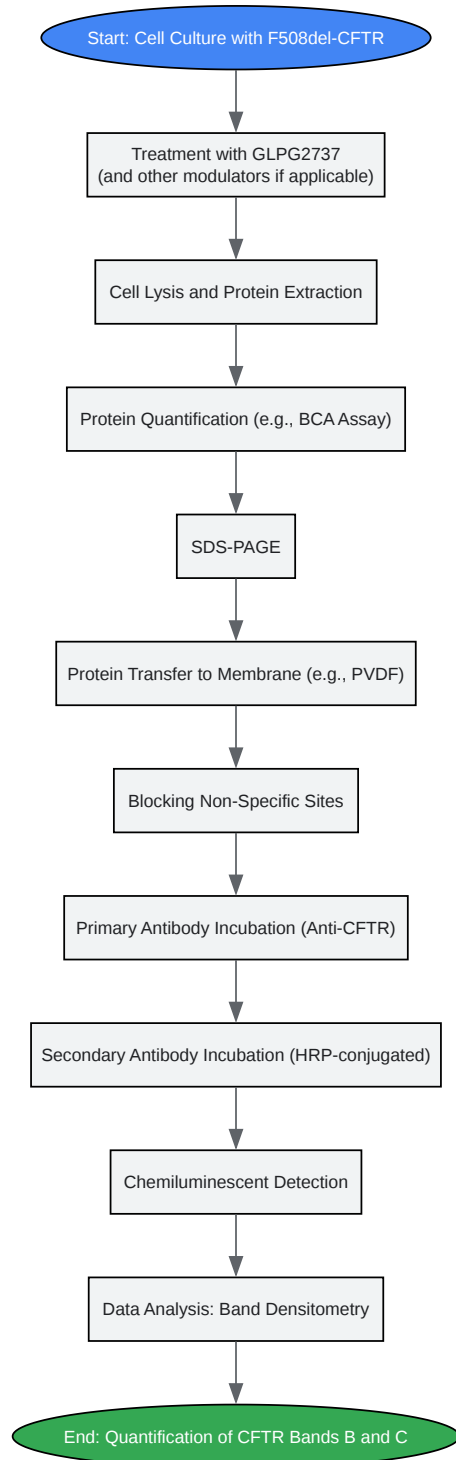 Start: Cell Culture with F508del-CFTR
Treatment with GLPG2737
(and other modulators if applicable)
Cell Lysis and Protein Extraction
Protein Quantification (e.g., BCA Assay)
SDS-PAGE
Protein Transfer to Membrane (e.g., PVDF)
Blocking Non-Specific Sites
Primary Antibody Incubation (Anti-CFTR)
Secondary Antibody Incubation (HRP-conjugated)
Chemiluminescent Detection
Data Analysis: Band Densitometry
End: Quantification of CFTR Bands B and C